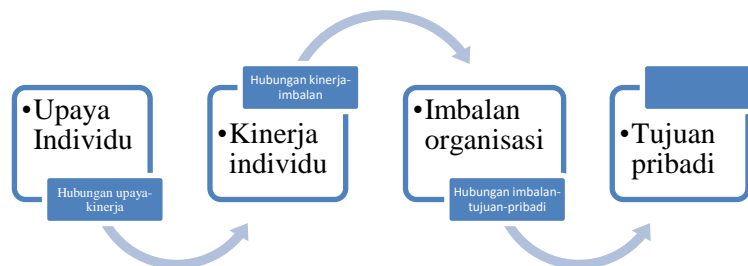 •Upaya
Individu
Hubungan upaya-
kinerja
Hubungan kinerja-
imbalan
•Kinerja
individu
•Imbalan
organisasi
Hubungan imbalan-
tujuan-pribadi
•Tujuan
pribadi